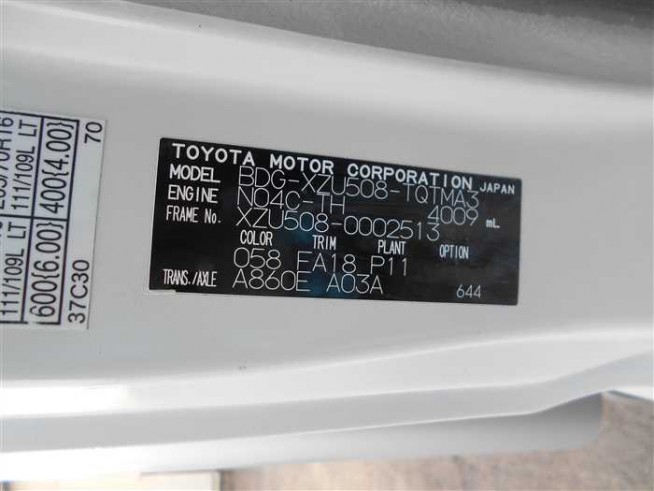 TOYOTA MOTOR CORPORATION JAPAN
MODEL BDG-XZU508-TQTMA3
ENGINE N04C-TH 4009 mL
FRAME No. XZU508-0002513
COLOR TRIM PLANT OPTION
058 FA18 P11
TRANS./AXLE A860E A03A 644
111/109L LT
111/109L LT
600(6.00) 400(4.00)
37C30 70